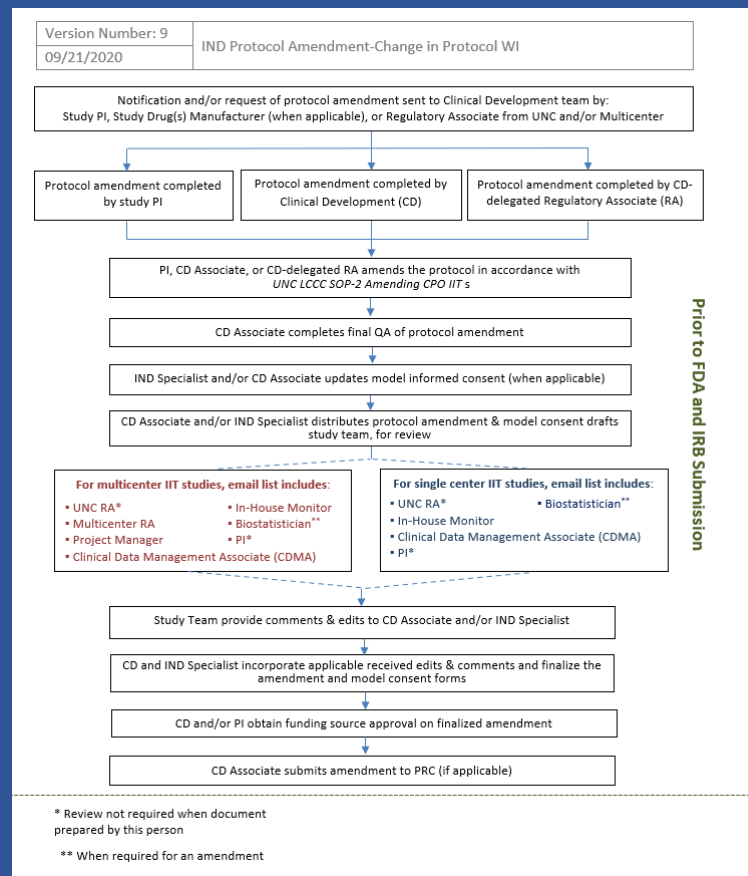 Version Number: 9
09/21/2020
IND Protocol Amendment-Change in Protocol WI
Notification and/or request of protocol amendment sent to Clinical Development team by:
Study PI, Study Drug(s) Manufacturer (when applicable), or Regulatory Associate from UNC and/or Multicenter
Protocol amendment completed
by study PI
Protocol amendment completed by
Clinical Development (CD)
Protocol amendment completed by CD-
delegated Regulatory Associate (RA)
PI, CD Associate, or CD-delegated RA amends the protocol in accordance with
UNC LCCC SOP-2 Amending CPO IIT s
CD Associate completes final QA of protocol amendment
IND Specialist and/or CD Associate updates model informed consent (when applicable)
CD Associate and/or IND Specialist distributes protocol amendment & model consent drafts
study team, for review
For multicenter IIT studies, email list includes:
▪ UNC RA*
▪ Multicenter RA
▪ Project Manager
▪ Clinical Data Management Associate (CDMA)
▪ In-House Monitor
▪ Biostatistician**
▪ PI*
For single center IIT studies, email list includes:
▪ UNC RA*
▪ In-House Monitor
▪ Clinical Data Management Associate (CDMA)
▪ PI*
▪ Biostatistician**
Study Team provide comments & edits to CD Associate and/or IND Specialist
CD and IND Specialist incorporate applicable received edits & comments and finalize the
amendment and model consent forms
CD and/or PI obtain funding source approval on finalized amendment
CD Associate submits amendment to PRC (if applicable)
Prior to FDA and IRB Submission
* Review not required when document
prepared by this person
** When required for an amendment